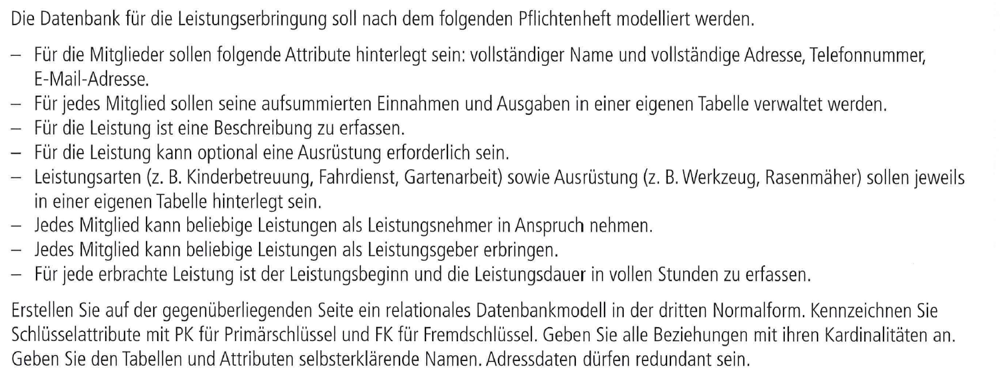 Die Datenbank für die Leistungserbringung soll nach dem folgenden Pflichtenheft modelliert werden.
– Für die Mitglieder sollen folgende Attribute hinterlegt sein: vollständiger Name und vollständige Adresse, Telefonnummer,
E-Mail-Adresse.
– Für jedes Mitglied sollen seine aufsummierten Einnahmen und Ausgaben in einer eigenen Tabelle verwaltet werden.
– Für die Leistung ist eine Beschreibung zu erfassen.
– Für die Leistung kann optional eine Ausrüstung erforderlich sein.
– Leistungsarten (z. B. Kinderbetreuung, Fahrdienst, Gartenarbeit) sowie Ausrüstung (z. B. Werkzeug, Rasenmäher) sollen jeweils
in einer eigenen Tabelle hinterlegt sein.
– Jedes Mitglied kann beliebige Leistungen als Leistungsnehmer in Anspruch nehmen.
– Jedes Mitglied kann beliebige Leistungen als Leistungsgeber erbringen.
– Für jede erbrachte Leistung ist der Leistungsbeginn und die Leistungsdauer in vollen Stunden zu erfassen.
Erstellen Sie auf der gegenüberliegenden Seite ein relationales Datenbankmodell in der dritten Normalform. Kennzeichnen Sie
Schlüsselattribute mit PK für Primärschlüssel und FK für Fremdschlüssel. Geben Sie alle Beziehungen mit ihren Kardinalitäten an.
Geben Sie den Tabellen und Attributen selbsterklärende Namen. Adressdaten dürfen redundant sein.